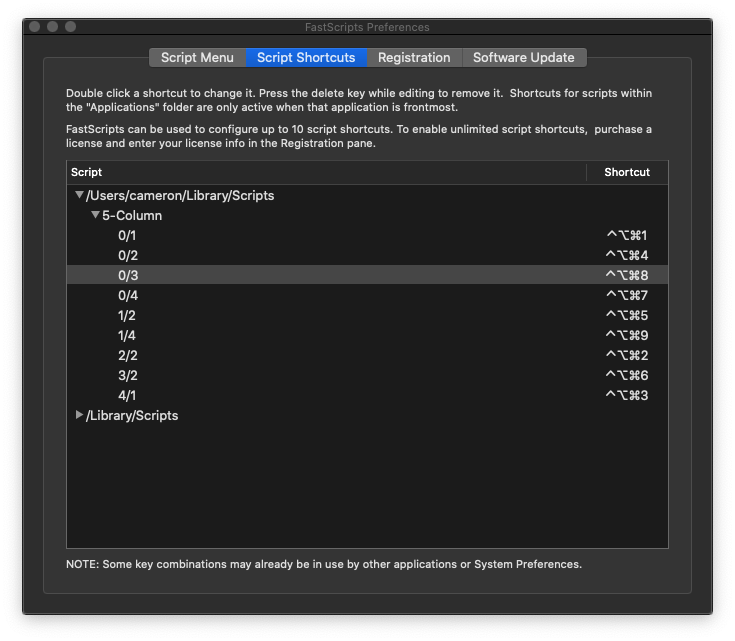 FastScripts Preferences
Script Menu Script Shortcuts Registration Software Update
Double click a shortcut to change it. Press the delete key while editing to remove it. Shortcuts for scripts within
the "Applications" folder are only active when that application is frontmost.
FastScripts can be used to configure up to 10 script shortcuts. To enable unlimited script shortcuts, purchase a
license and enter your license info in the Registration pane.
Script Shortcut
/Users/cameron/Library/Scripts
5-Column
0/1 ^⌥⌘1
0/2 ^⌥⌘4
0/3 ^⌥⌘8
0/4 ^⌥⌘7
1/2 ^⌥⌘5
1/4 ^⌥⌘9
2/2 ^⌥⌘2
3/2 ^⌥⌘6
4/1 ^⌥⌘3
/Library/Scripts
NOTE: Some key combinations may already be in use by other applications or System Preferences.